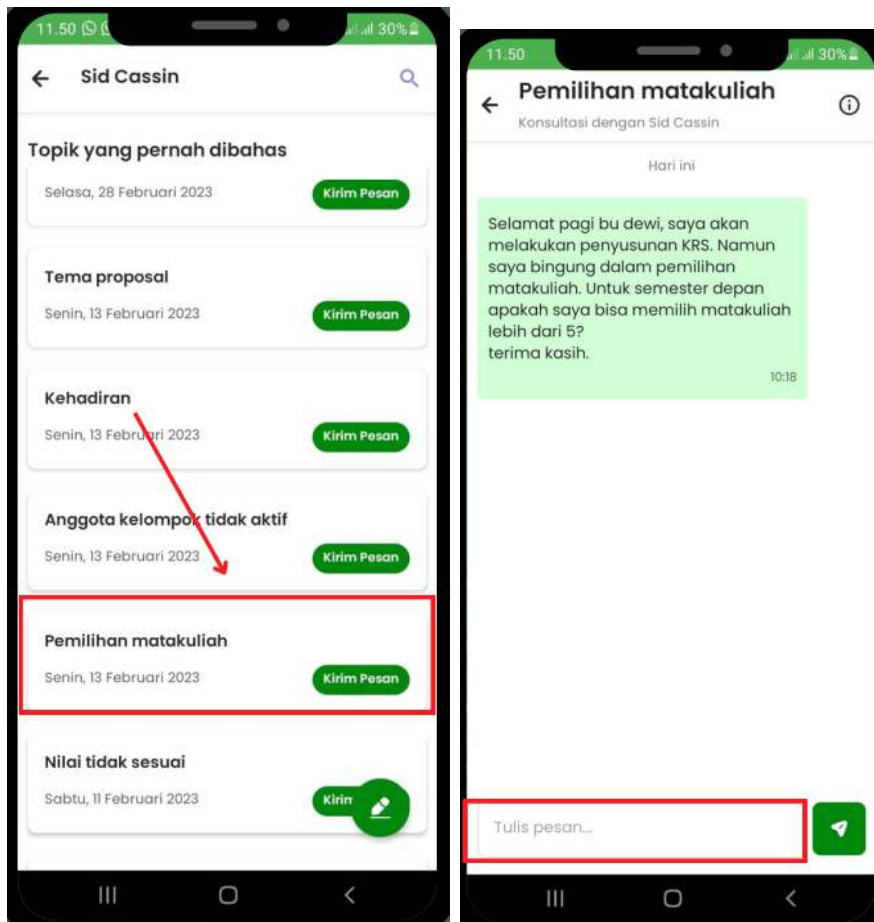 11.50
30%
Sid Cassin
Topik yang pernah dibahas
Selasa, 28 Februari 2023
Kirim Pesan
Tema proposal
Senin, 13 Februari 2023
Kirim Pesan
Kehadiran
Senin, 13 Februari 2023
Kirim Pesan
Anggota kelompok tidak aktif
Senin, 13 Februari 2023
Kirim Pesan
Pemilihan matakuliah
Senin, 13 Februari 2023
Kirim Pesan
Nilai tidak sesuai
Sabtu, 11 Februari 2023
Kirim
11.50
30%
Pemilihan matakuliah
Konsultasi dengan Sid Cassin
Hari ini
Selamat pagi bu dewi, saya akan
melakukan penyusunan KRS. Namun
saya bingung dalam pemilihan
matakuliah. Untuk semester depan
apakah saya bisa memilih matakuliah
lebih dari 5?
terima kasih.
10:18
Tulis pesan...